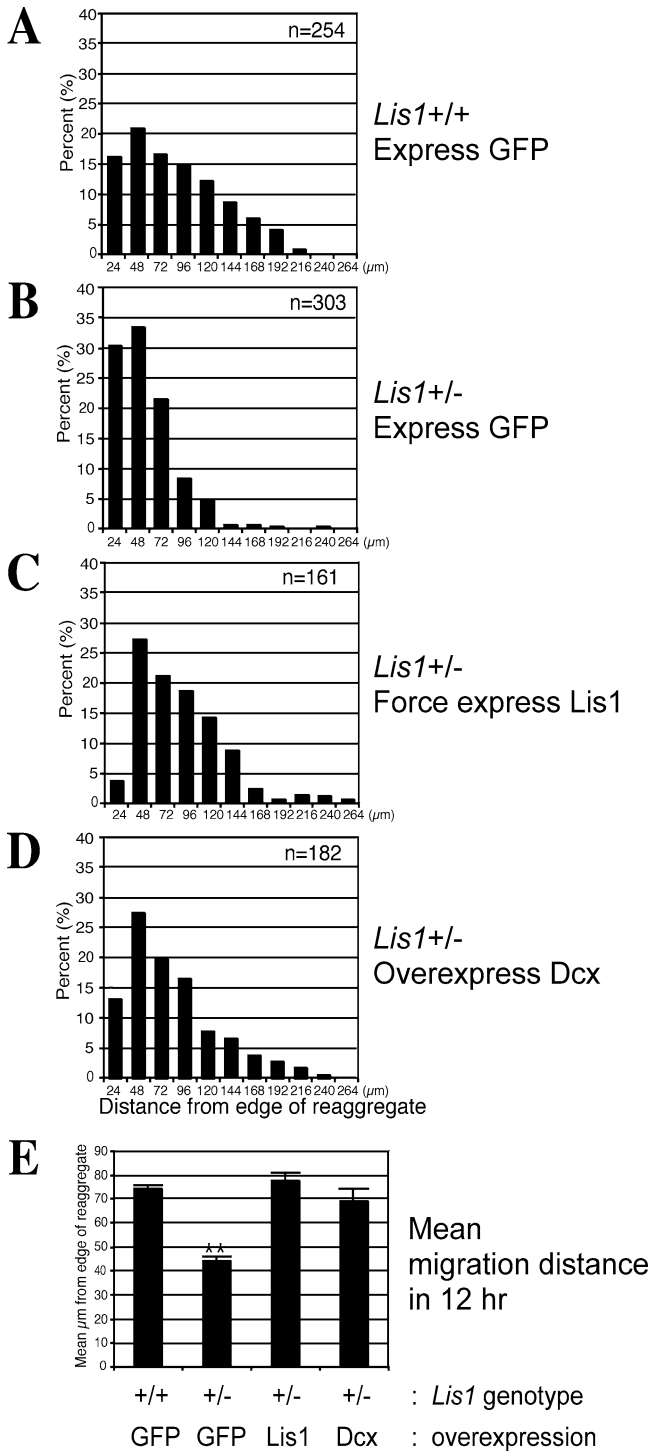 A
n=254
Percent (%)
40
35
30
25
20
15
10
5
0
24 48 72 96 120 144 168 192 216 240 264 (µm)
Lis1+/+
Express GFP
B
n=303
Percent (%)
40
35
30
25
20
15
10
5
0
24 48 72 96 120 144 168 192 216 240 264 (µm)
Lis1+/-
Express GFP
C
n=161
Percent (%)
40
35
30
25
20
15
10
5
0
24 48 72 96 120 144 168 192 216 240 264 (µm)
Lis1+/-
Force express Lis1
D
n=182
Percent (%)
40
35
30
25
20
15
10
5
0
24 48 72 96 120 144 168 192 216 240 264 (µm)
Distance from edge of reaggregate
Lis1+/-
Overexpress Dcx
E
Mean µm from edge of reaggregate
90
80
70
60
50
40
30
20
10
0
**
Mean
migration distance
in 12 hr
+/+ +/- +/- +/- : Lis1 genotype
GFP GFP Lis1 Dcx : overexpression